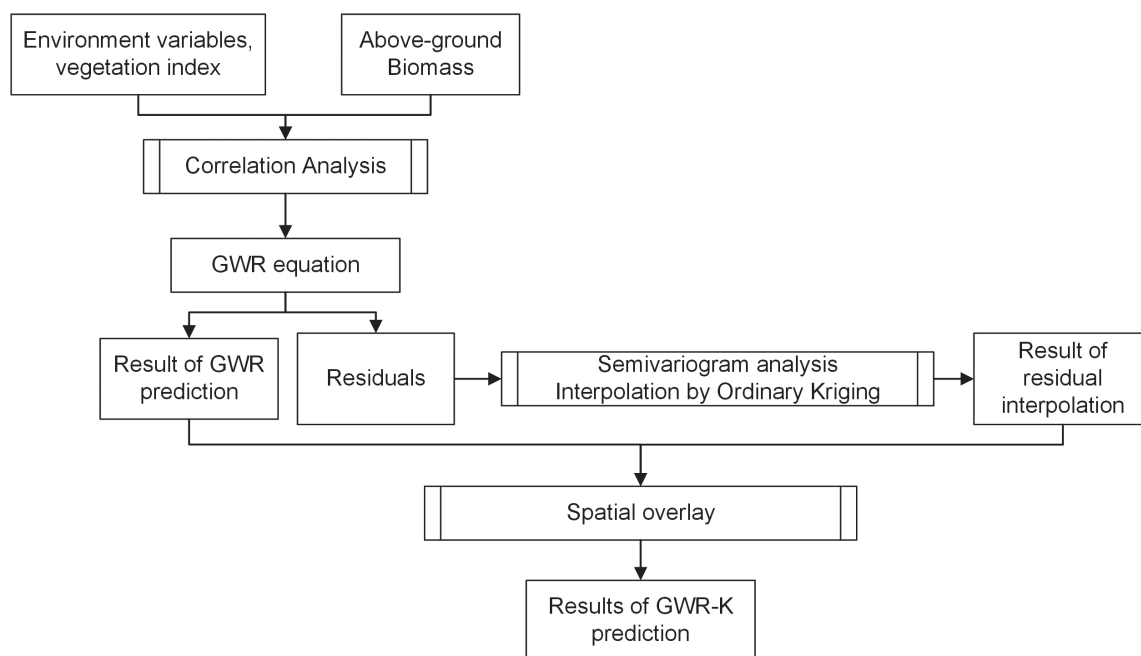 Environment variables,
vegetation index
Above-ground
Biomass
Correlation Analysis
GWR equation
Result of GWR
prediction
Residuals
Semivariogram analysis
Interpolation by Ordinary Kriging
Result of
residual
interpolation
Spatial overlay
Results of GWR-K
prediction